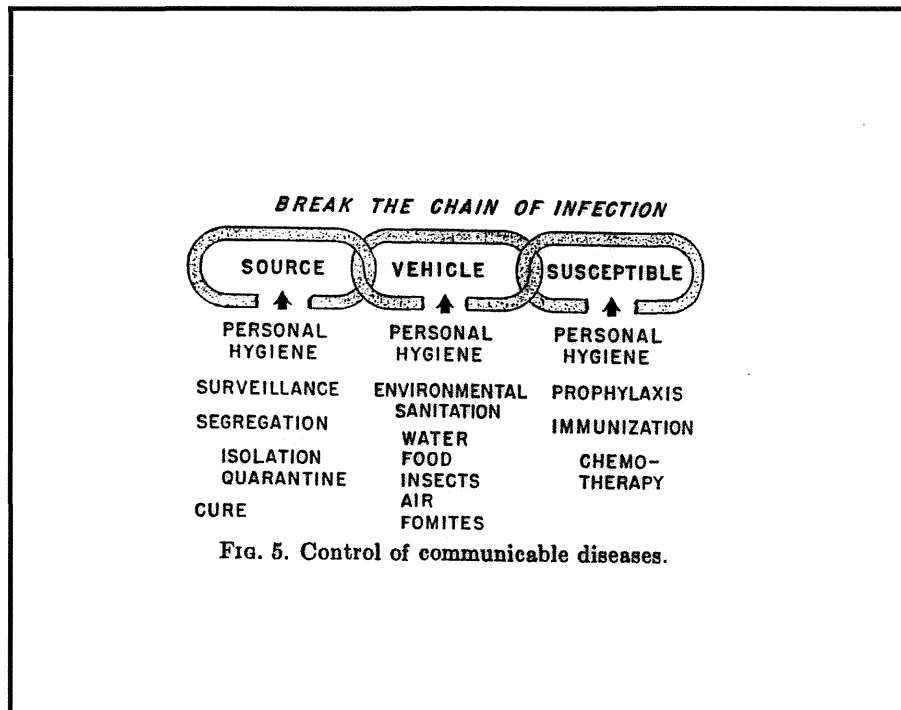 BREAK THE CHAIN OF INFECTION
SOURCE
VEHICLE
SUSCEPTIBLE
PERSONAL
HYGIENE
SURVEILLANCE
SEGREGATION
ISOLATION
QUARANTINE
CURE
PERSONAL
HYGIENE
ENVIRONMENTAL
SANITATION
WATER
FOOD
INSECTS
AIR
FOMITES
PERSONAL
HYGIENE
PROPHYLAXIS
IMMUNIZATION
CHEMO-
THERAPY
FIG. 5. Control of communicable diseases.